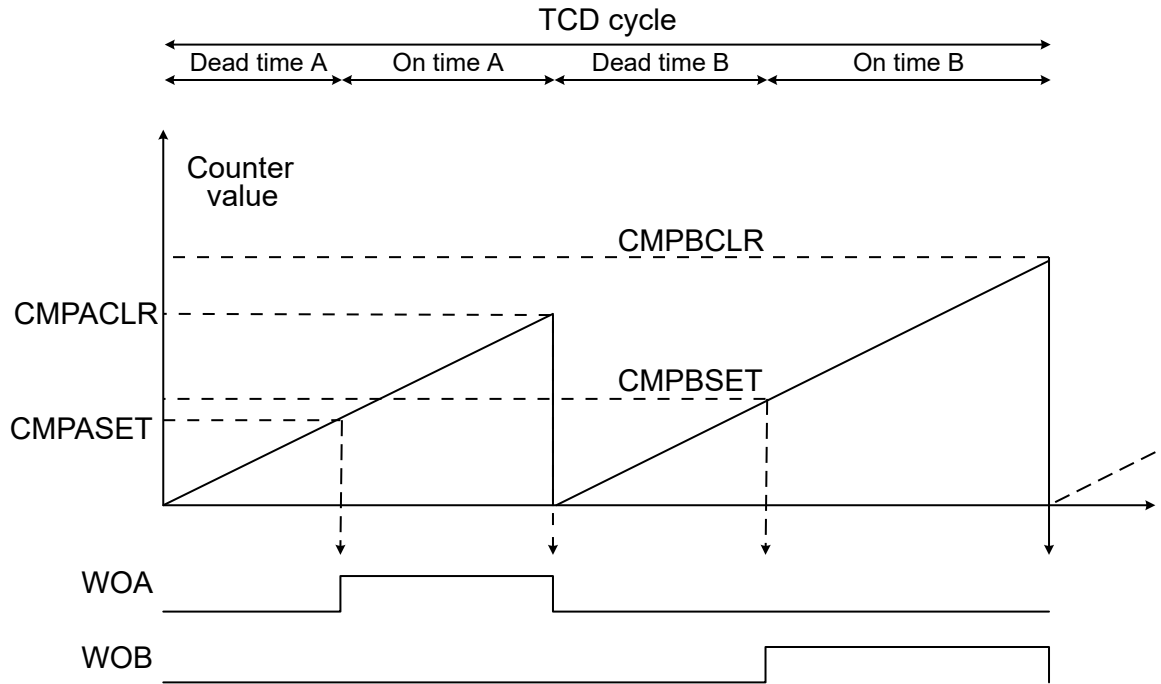 TCD cycle
Dead time A
On time A
Dead time B
On time B
Counter
value
CMPBCLR
CMPACLR
CMPBSET
CMPASET
WOA
WOB